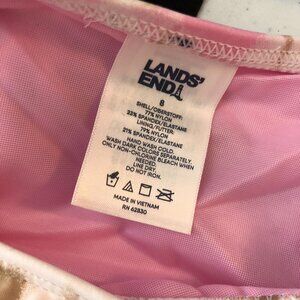 LANDS'
END
8
SHELL/OBERSTOFF:
77% NYLON
23% SPANDEX/ELASTANE
LINING/FUTTER:
79% NYLON
21% SPANDEX/ELASTANE
HAND WASH COLD.
WASH DARK COLORS SEPARATELY
ONLY NON-CHLORINE BLEACH WHEN
NEEDED.
LINE DRY
DO NOT IRON.
MADE IN VIETNAM
RN 62830